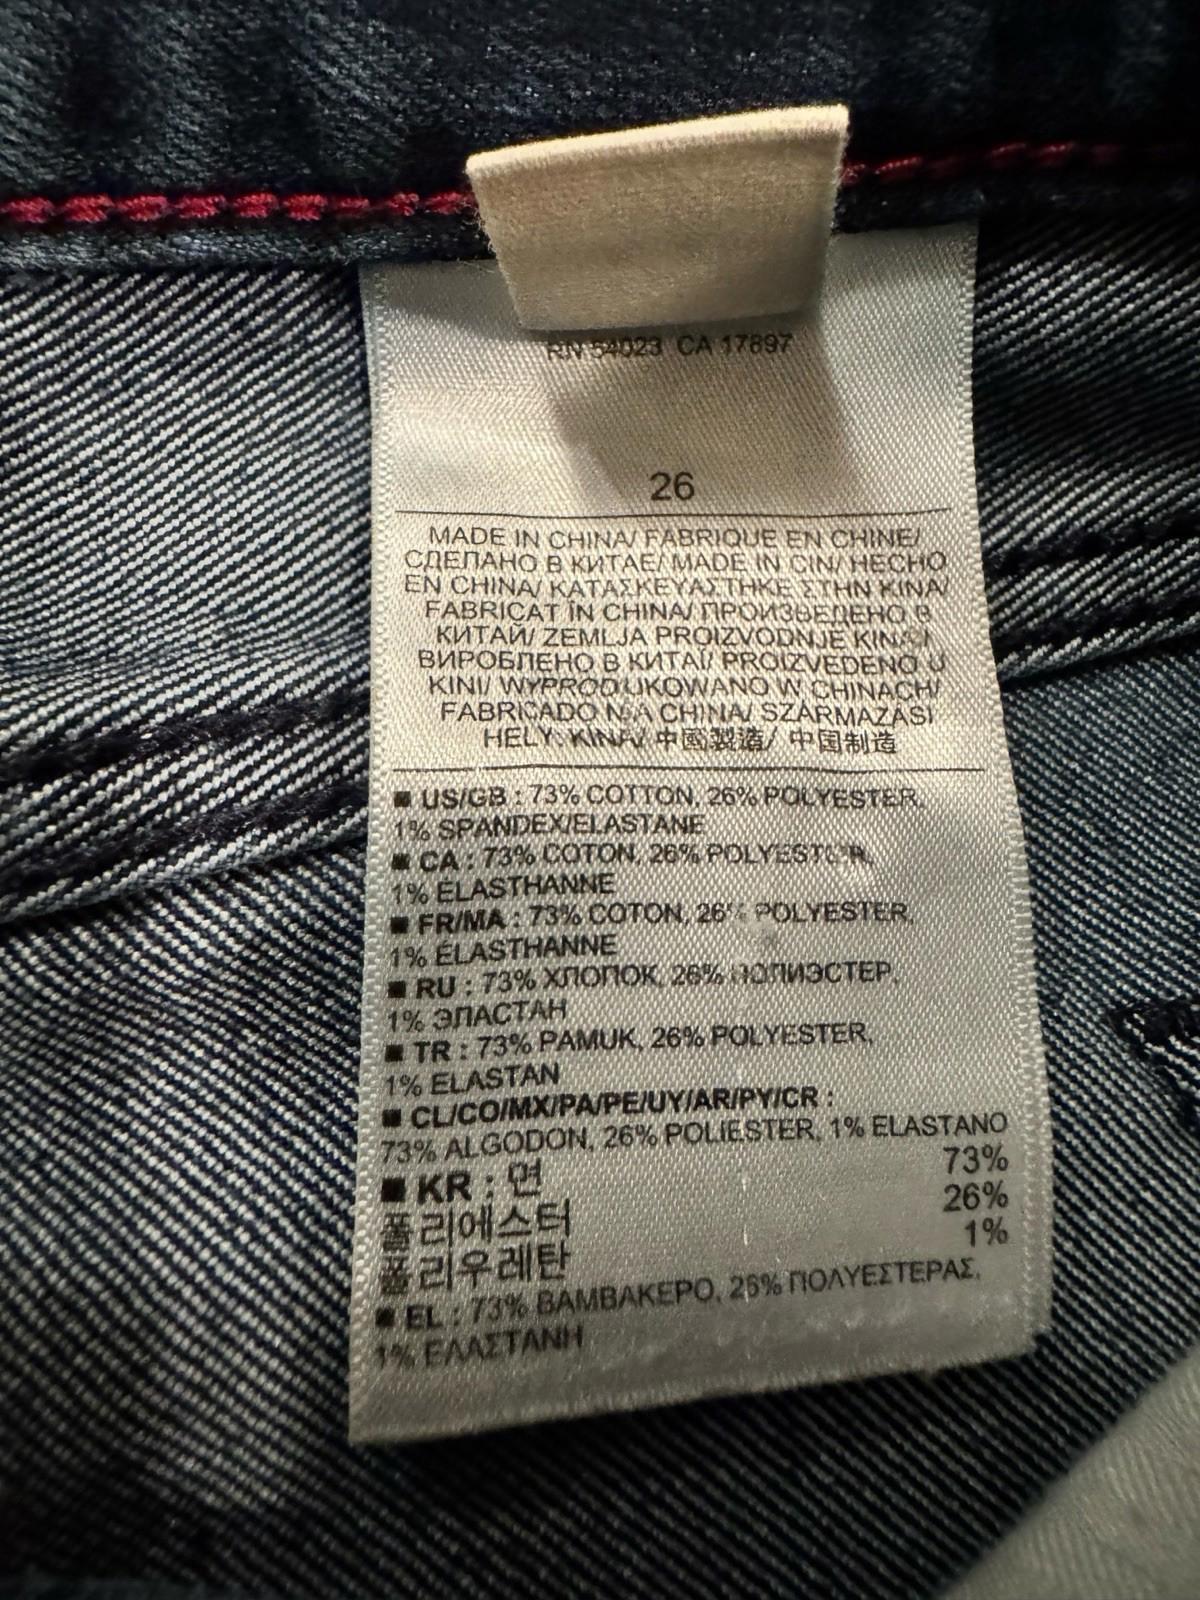 RN 54023 CA 17897
26
MADE IN CHINA/ FABRIQUE EN CHINE/
СДЕЛАНО В КИТАЕ/ MADE IN CIN/ HECHO
EN CHINA/ ΚΑΤΑΣΚΕΥΑΣΤΗΚΕ ΣΤΗΝ ΚΙΝΑ/
FABRICAT ÎN CHINA/ ПРОИЗВЕДЕНО В
КИТАЙ/ ZEMLJA PROIZVODNJE KINA /
ВИРОБЛЕНО В КИТАЇ/ PROIZVEDENO U
KINI/ WYPRODUKOWANO W CHINACH/
FABRICADO NA CHINA/ SZÁRMAZÁSI
HELY: KINA/ 中國製造/ 中国制造
■ US/GB : 73% COTTON, 26% POLYESTER,
1% SPANDEX/ELASTANE
■ CA : 73% COTON, 26% POLYESTER,
1% ÉLASTHANNE
■ FR/MA : 73% COTON, 26% POLYESTER,
1% ÉLASTHANNE
■ RU : 73% ХЛОПОК, 26% ПОЛИЭСТЕР,
1% ЭЛАСТАН
■ TR : 73% PAMUK, 26% POLYESTER,
1% ELASTAN
■ CL/CO/MX/PA/PE/UY/AR/PY/CR :
73% ALGODON, 26% POLIESTER, 1% ELASTANO
■ KR : 면 73%
폴리에스터 26%
폴리우레탄 1%
■ EL : 73% ΒΑΜΒΑΚΕΡΟ, 26% ΠΟΛΥΕΣΤΕΡΑΣ,
1% ΕΛΑΣΤΑΝΗ